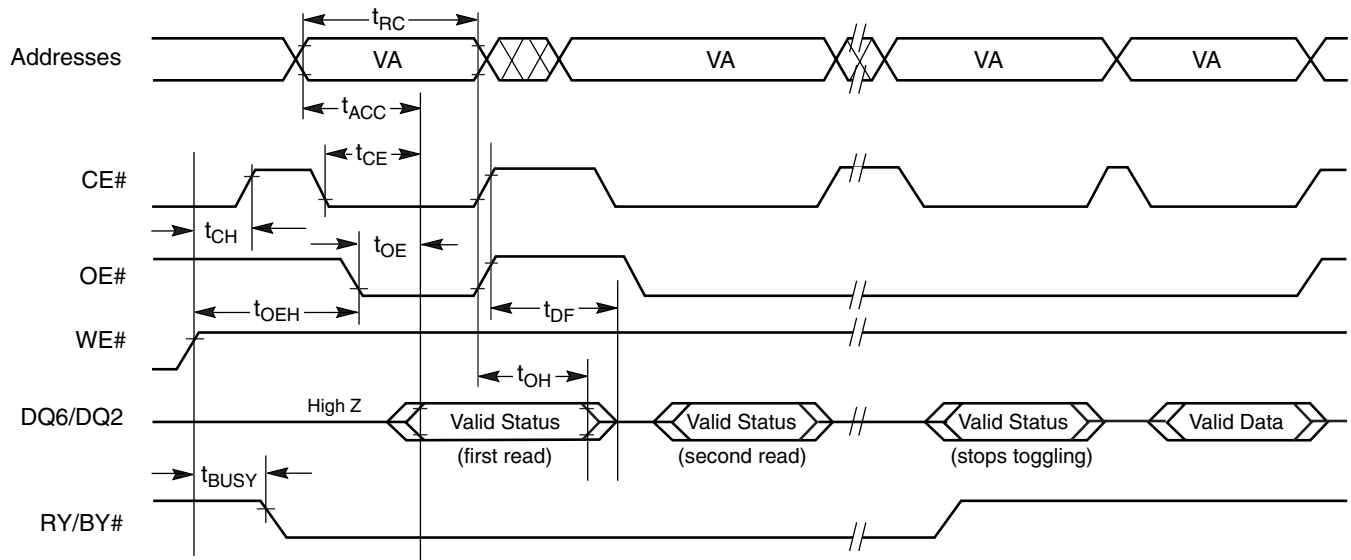 tRC
Addresses VA VA VA VA
tACC
tCE
CE#
tCH tOE
OE#
tOEH tDF
WE#
tOH
High Z
DQ6/DQ2 Valid Status Valid Status Valid Status Valid Data
(first read) (second read) (stops toggling)
tBUSY
RY/BY#